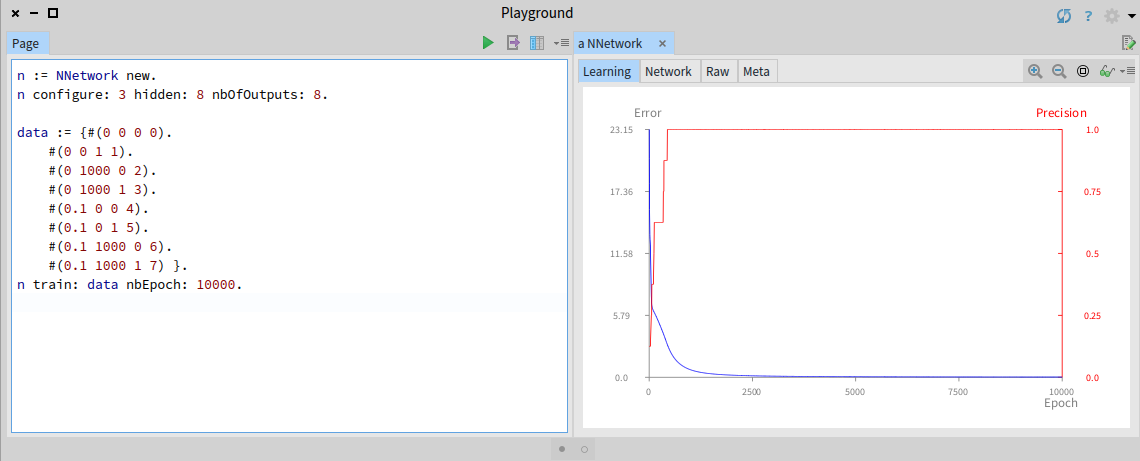 Playground
?
Page
a NNetwork ×
n := NNetwork new.
n configure: 3 hidden: 8 nbOfOutputs: 8.
data := {#(0 0 0 0).
#(0 0 1 1).
#(0 1000 0 2).
#(0 1000 1 3).
#(0.1 0 0 4).
#(0.1 0 1 5).
#(0.1 1000 0 6).
#(0.1 1000 1 7) }.
n train: data nbEpoch: 10000.
Learning Network Raw Meta
Error Precision
23.15 1.0
17.36 0.75
11.58 0.5
5.79 0.25
0.0 0.0
0 2500 5000 7500 10000
Epoch